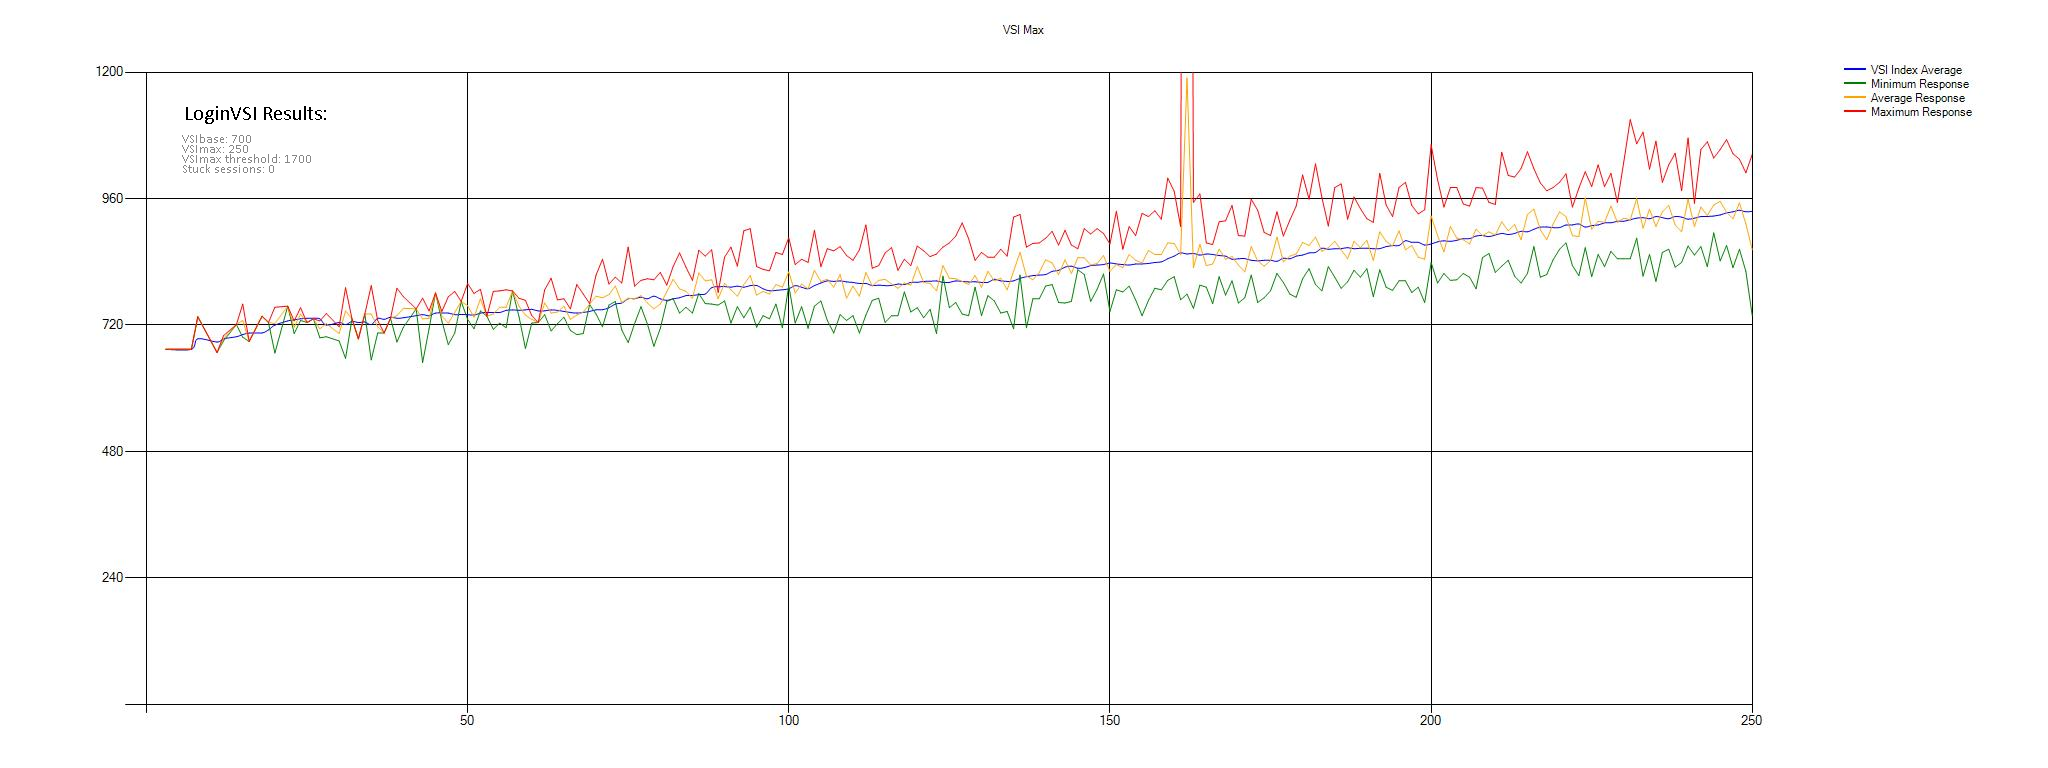 VSI Max
1200
960
720
480
240
50
100
150
200
250
LoginVSI Results:
VSIbase: 700
VSImax: 250
VSImax threshold: 1700
Stuck sessions: 0
VSI Index Average
Minimum Response
Average Response
Maximum Response